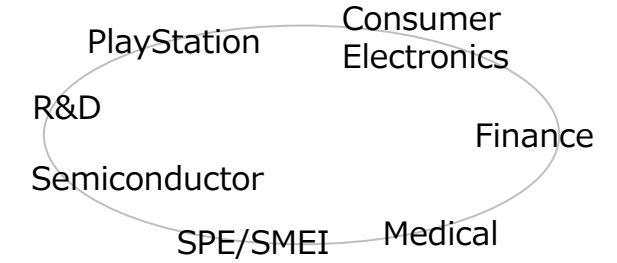 Consumer
Electronics
PlayStation
R&D
Finance
Semiconductor
SPE/SMEI
Medical